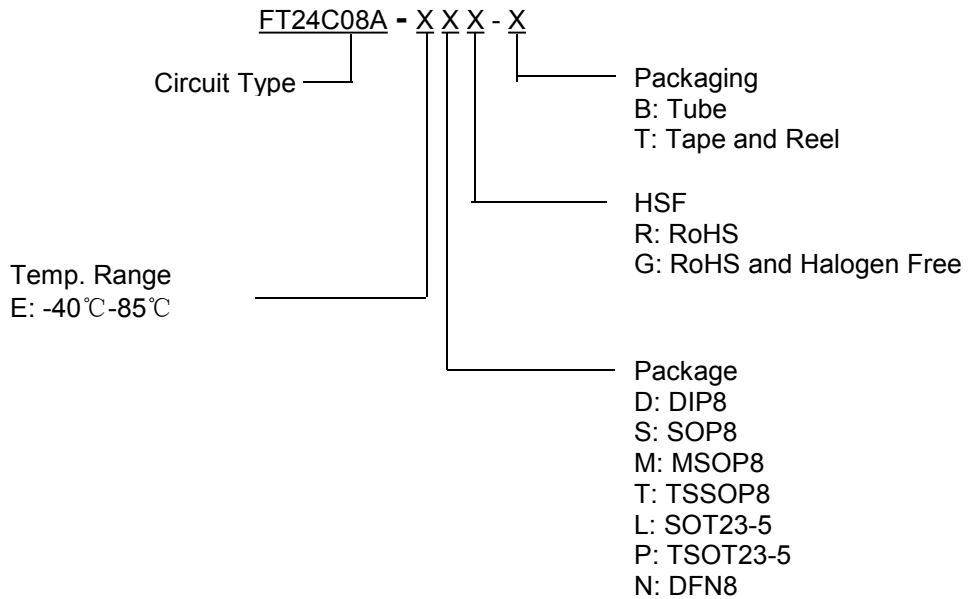 FT24C08A - X X X - X
Circuit Type
Packaging
B: Tube
T: Tape and Reel
HSF
R: RoHS
G: RoHS and Halogen Free
Temp. Range
E: -40℃-85℃
Package
D: DIP8
S: SOP8
M: MSOP8
T: TSSOP8
L: SOT23-5
P: TSOT23-5
N: DFN8